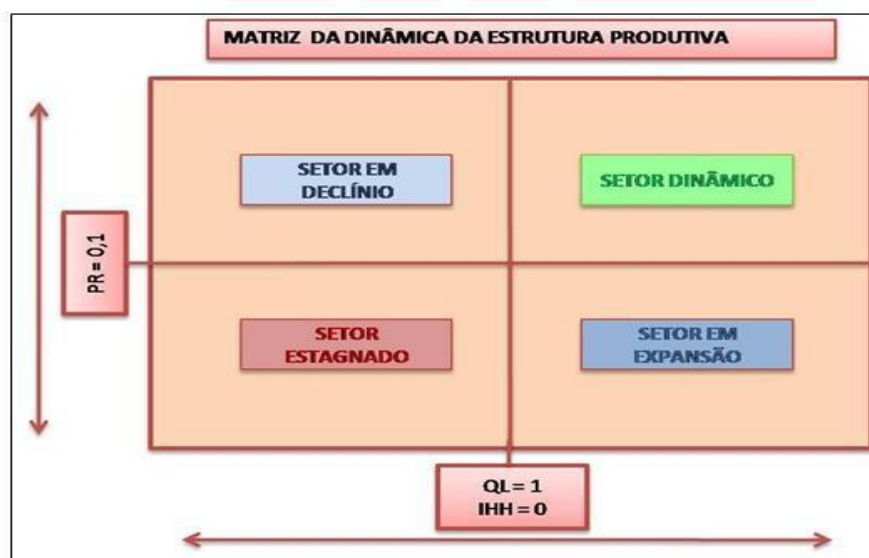 MATRIZ DA DINÂMICA DA ESTRUTURA PRODUTIVA
SETOR EM
DECLÍNIO
SETOR DINÂMICO
PR = 0,1
SETOR
ESTAGNADO
SETOR EM
EXPANSÃO
QL = 1
IHH = 0